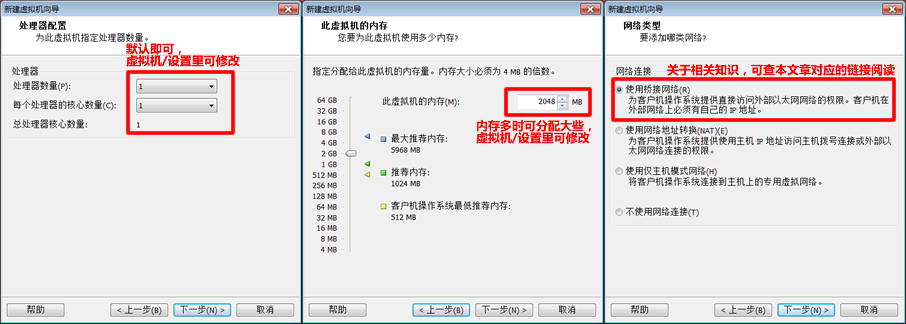 新建虚拟机向导
处理器配置
为此虚拟机指定处理器数量。
默认即可，
虚拟机/设置里可修改
处理器
处理器数量(P):
1
每个处理器的核心数量(C):
1
总处理器核心数量:
1
帮助
< 上一步(B)
下一步(N) >
取消
新建虚拟机向导
此虚拟机的内存
您要为此虚拟机使用多少内存?
指定分配给此虚拟机的内存量。内存大小必须为 4 MB 的倍数。
64 GB
32 GB
16 GB
8 GB
4 GB
2 GB
1 GB
512 MB
256 MB
128 MB
64 MB
32 MB
16 MB
8 MB
4 MB
此虚拟机的内存(M):
2048
MB
内存多时可分配大些，
虚拟机/设置里可修改
最大推荐内存:
5968 MB
推荐内存:
1024 MB
客户机操作系统最低推荐内存:
512 MB
帮助
< 上一步(B)
下一步(N) >
取消
新建虚拟机向导
网络类型
要添加哪类网络?
关于相关知识，可查本文章对应的链接阅读
网络连接
使用桥接网络(R)
为客户机操作系统提供直接访问外部以太网网络的权限。客户机在
外部网络上必须有自己的 IP 地址。
使用网络地址转换(NAT)(E)
为客户机操作系统提供使用主机 IP 地址访问主机拨号连接或外部以
太网网络连接的权限。
使用仅主机模式网络(H)
将客户机操作系统连接到主机上的专用虚拟网络。
不使用网络连接(T)
帮助
< 上一步(B)
下一步(N) >
取消